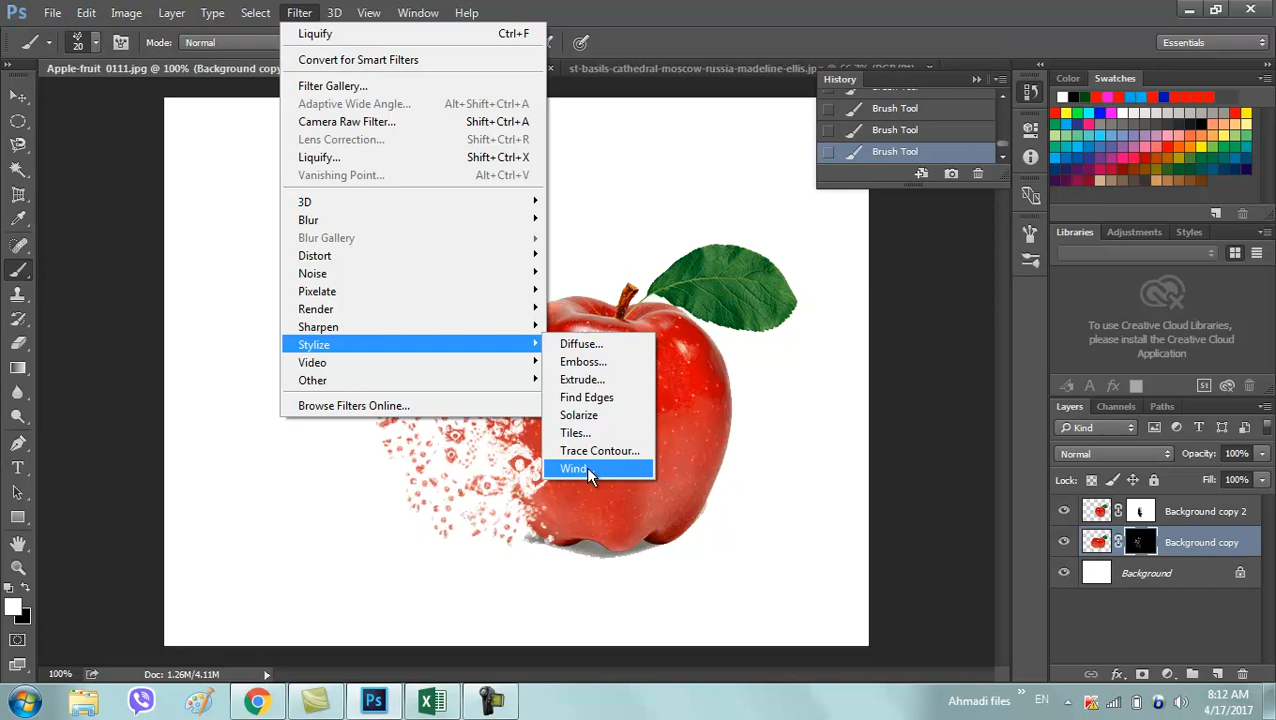 Ps File Edit Image Layer Type Select Filter 3D View Window Help
20 Mode: Normal
Essentials
Apple-fruit_0111.jpg @ 100% (Background copy
st-basils-cathedral-moscow-russia-madeline-ellis.jpg
Liquify Ctrl+F
Convert for Smart Filters
Filter Gallery...
Adaptive Wide Angle... Alt+Shift+Ctrl+A
Camera Raw Filter... Shift+Ctrl+A
Lens Correction... Shift+Ctrl+R
Liquify... Shift+Ctrl+X
Vanishing Point... Alt+Ctrl+V
3D
Blur
Blur Gallery
Distort
Noise
Pixelate
Render
Sharpen
Stylize
Video
Other
Browse Filters Online...
Diffuse...
Emboss...
Extrude...
Find Edges
Solarize
Tiles...
Trace Contour...
Wind...
History
Brush Tool
Brush Tool
Brush Tool
Color Swatches
Libraries Adjustments Styles
To use Creative Cloud Libraries,
please install the Creative Cloud
Application
Layers Channels Paths
Kind
Normal Opacity: 100%
Lock: Fill: 100%
Background copy 2
Background copy
Background
100% Doc: 1.26M/4.11M
Ahmadi files EN
8:12 AM
4/17/2017